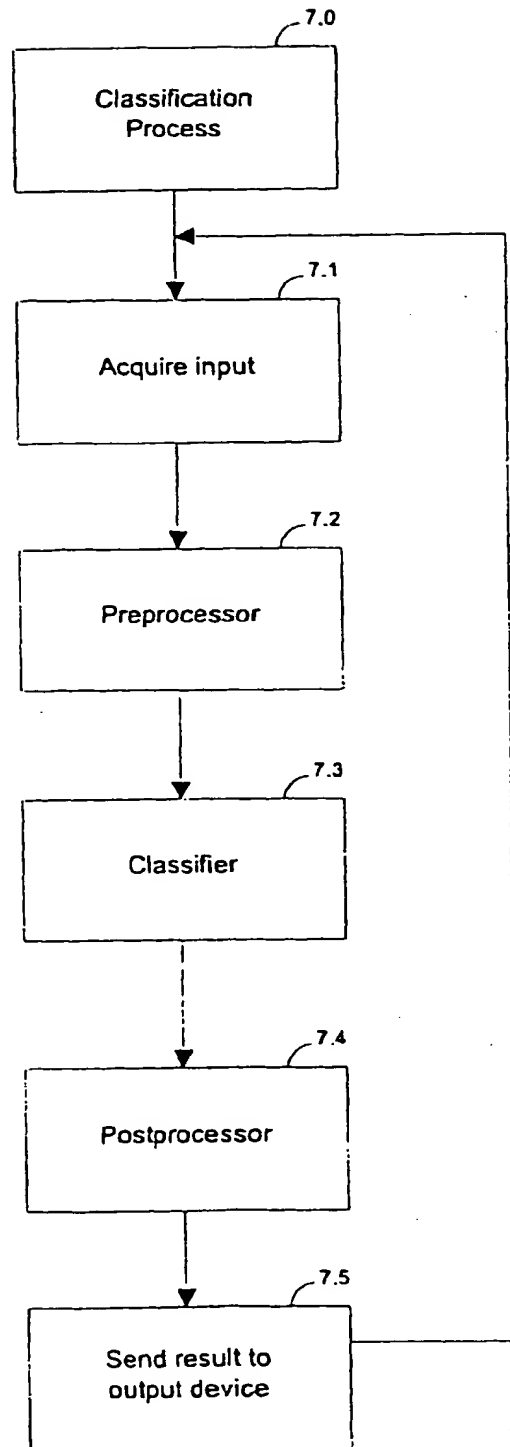 7.0
Classification
Process
7.1
Acquire input
7.2
Preprocessor
7.3
Classifier
7.4
Postprocessor
7.5
Send result to
output device